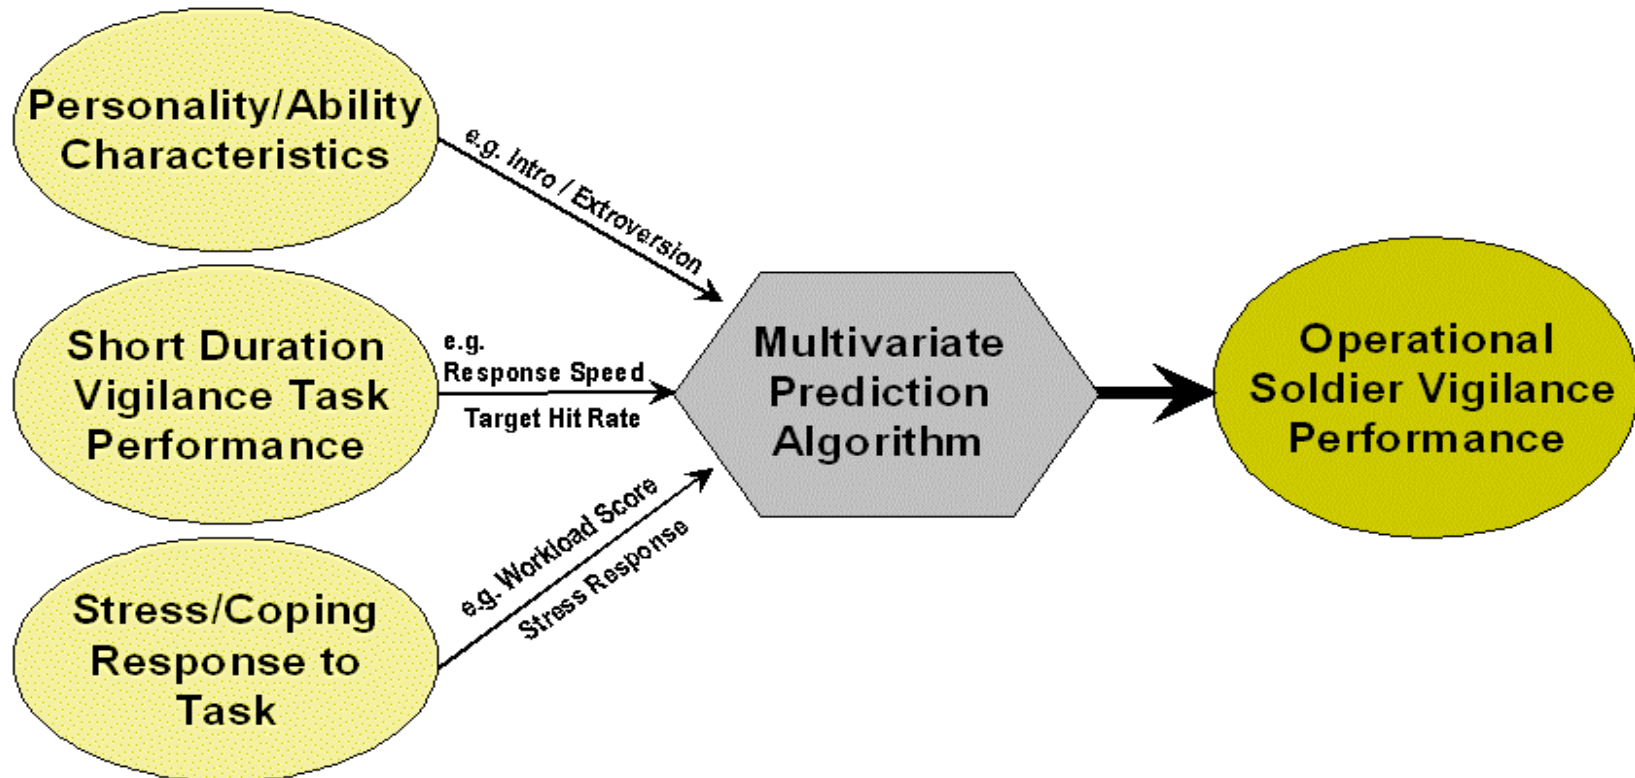 Personality/Ability
Characteristics
e.g. Intro / Extroversion
Short Duration
Vigilance Task
Performance
e.g.
Response Speed
Target Hit Rate
Stress/Coping
Response to
Task
e.g. Workload Score
Stress Response
Multivariate
Prediction
Algorithm
Operational
Soldier Vigilance
Performance